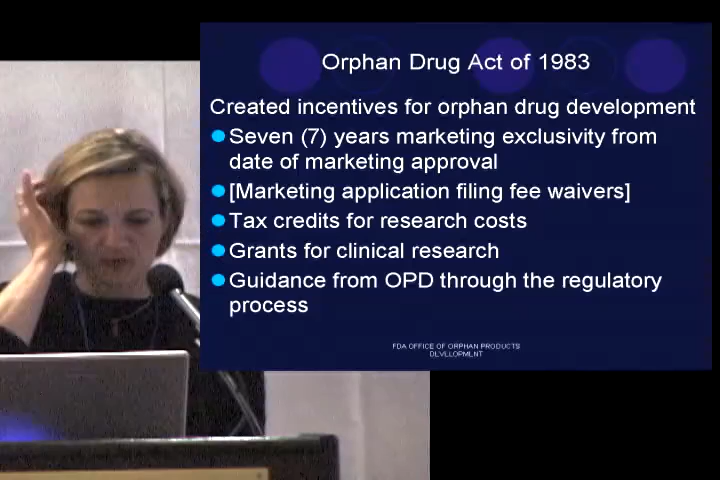 Orphan Drug Act of 1983
Created incentives for orphan drug development
Seven (7) years marketing exclusivity from
date of marketing approval
[Marketing application filing fee waivers]
Tax credits for research costs
Grants for clinical research
Guidance from OPD through the regulatory
process
FDA OFFICE OF ORPHAN PRODUCTS
DEVELOPMENT